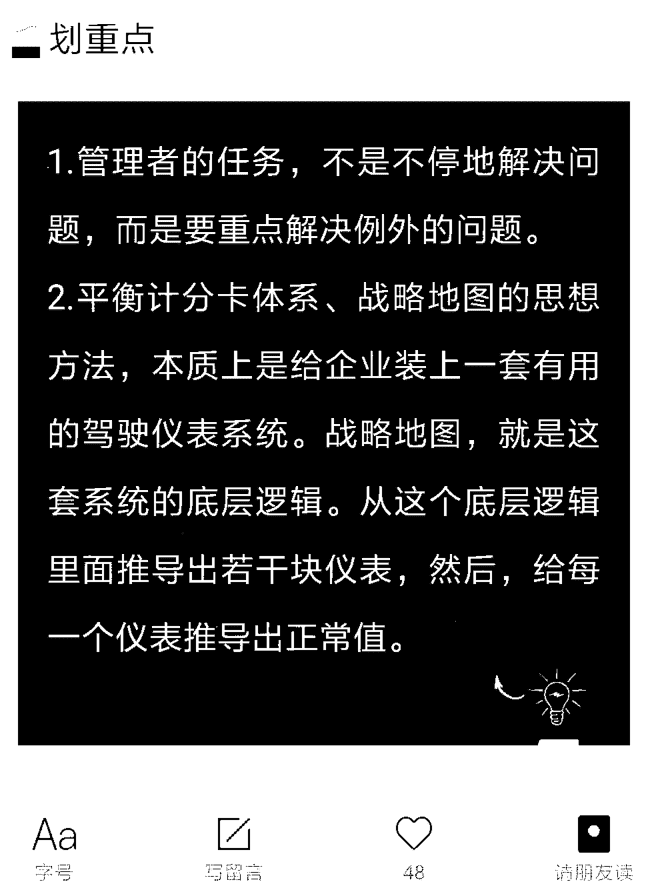 划重点
1.管理者的任务，不是不停地解决问
题，而是要重点解决例外的问题。
2.平衡计分卡体系、战略地图的思想
方法，本质上是给企业装上一套有用
的驾驶仪表系统。战略地图，就是这
套系统的底层逻辑。从这个底层逻辑
里面推导出若干块仪表，然后，给每
一个仪表推导出正常值。
Aa
字号
写留言
48
请朋友读